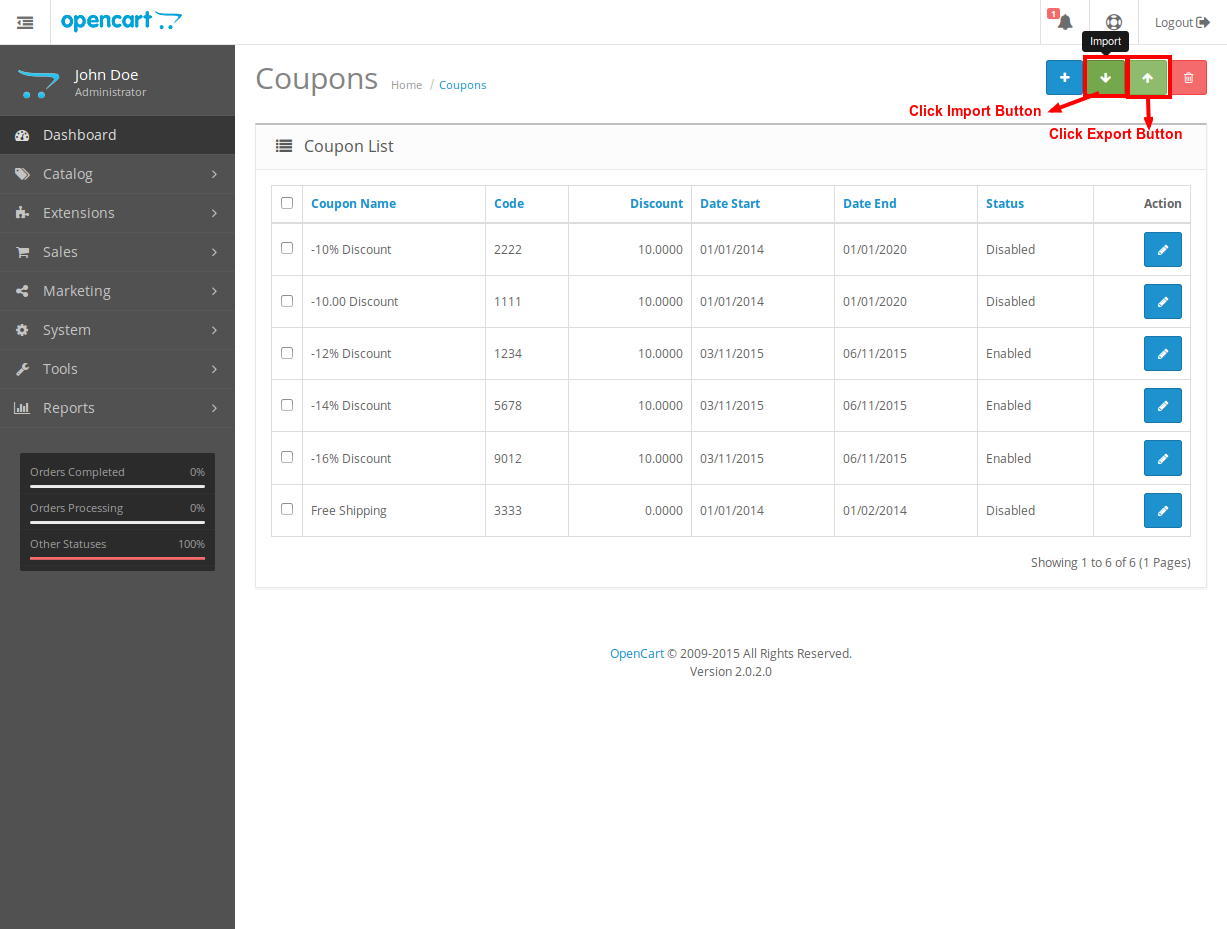 opencart
1
Logout
Import
John Doe
Administrator
Coupons Home / Coupons
Click Import Button
Click Export Button
Dashboard
Catalog
Extensions
Sales
Marketing
System
Tools
Reports
Orders Completed 0%
Orders Processing 0%
Other Statuses 100%
Coupon List
Coupon Name Code Discount Date Start Date End Status Action
-10% Discount 2222 10.0000 01/01/2014 01/01/2020 Disabled
-10.00 Discount 1111 10.0000 01/01/2014 01/01/2020 Disabled
-12% Discount 1234 10.0000 03/11/2015 06/11/2015 Enabled
-14% Discount 5678 10.0000 03/11/2015 06/11/2015 Enabled
-16% Discount 9012 10.0000 03/11/2015 06/11/2015 Enabled
Free Shipping 3333 0.0000 01/01/2014 01/02/2014 Disabled
Showing 1 to 6 of 6 (1 Pages)
OpenCart © 2009-2015 All Rights Reserved.
Version 2.0.2.0